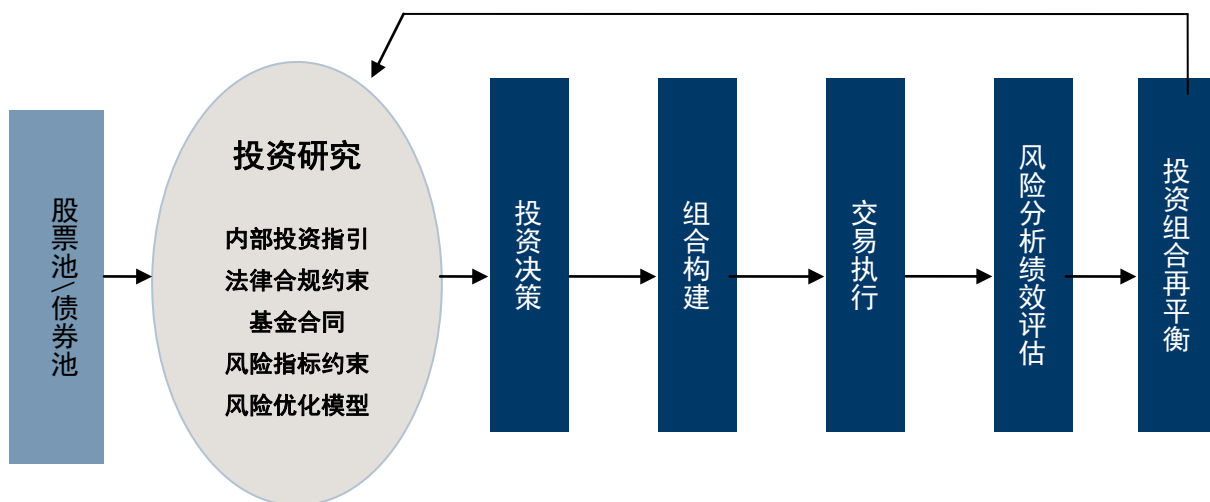 股票池/债券池
投资研究
内部投资指引
法律合规约束
基金合同
风险指标约束
风险优化模型
投资决策
组合构建
交易执行
风险分析绩效评估
投资组合再平衡